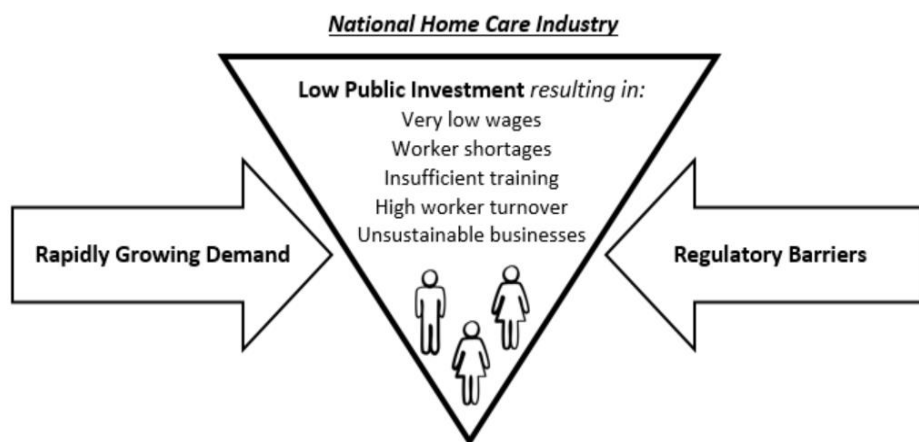 National Home Care Industry
Low Public Investment resulting in:
Very low wages
Worker shortages
Insufficient training
High worker turnover
Unsustainable businesses
Rapidly Growing Demand
Regulatory Barriers